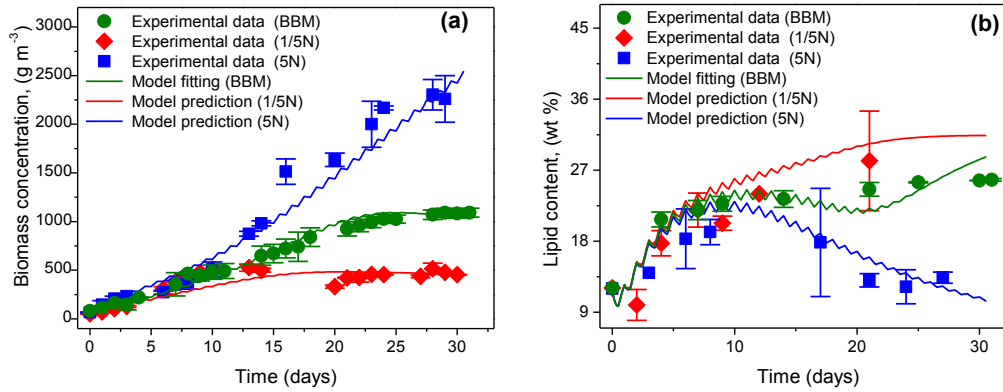 (a)
Experimental data (BBM)
Experimental data (1/5N)
Experimental data (5N)
Model fitting (BBM)
Model prediction (1/5N)
Model prediction (5N)
Biomass concentration, (g m⁻³)
3000
2500
2000
1500
1000
500
0
0 5 10 15 20 25 30
Time (days)
(b)
Experimental data (BBM)
Experimental data (1/5N)
Experimental data (5N)
Model fitting (BBM)
Model prediction (1/5N)
Model prediction (5N)
Lipid content, (wt %)
45
36
27
18
9
0 10 20 30
Time (days)